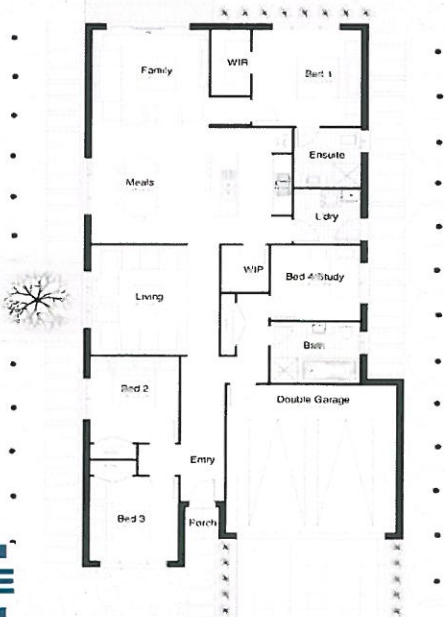 Family
WIR
Bed 1
Ensuite
Meals
L'dry
WIP
Bed 4/Study
Living
Bath
Bed 2
Double Garage
Entry
Bed 3
Porch